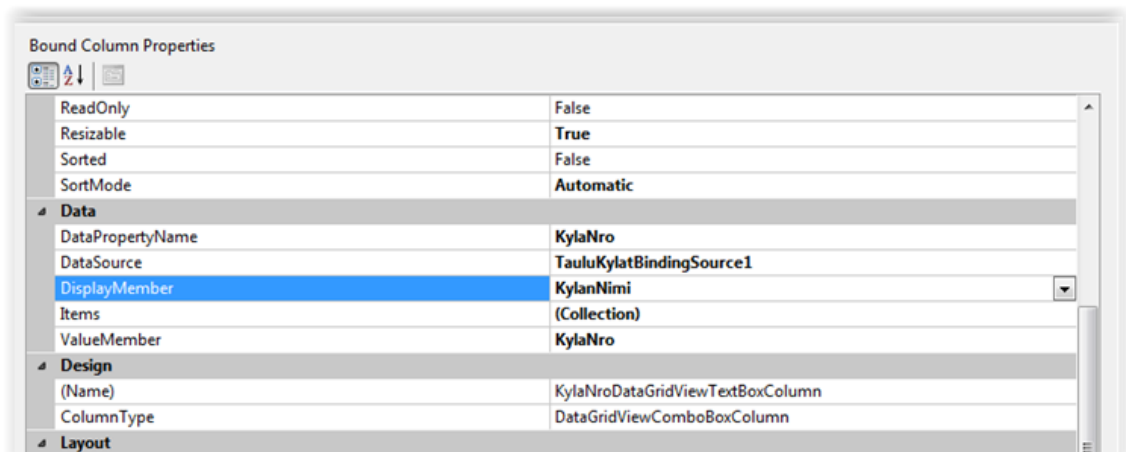 Bound Column Properties
ReadOnly False
Resizable True
Sorted False
SortMode Automatic
Data
DataPropertyName KylaNro
DataSource TauluKylatBindingSource1
DisplayMember KylanNimi
Items (Collection)
ValueMember KylaNro
Design
(Name) KylaNroDataGridViewTextBoxColumn
ColumnType DataGridViewComboBoxColumn
Layout